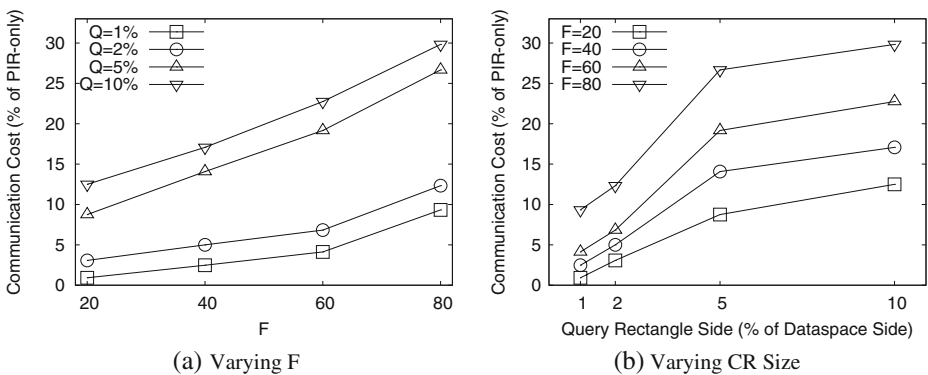 Communication Cost (% of PIR-only)
30
25
20
15
10
5
0
Q=1%
Q=2%
Q=5%
Q=10%
20 40 60 80
F
(a) Varying F
Communication Cost (% of PIR-only)
30
25
20
15
10
5
0
F=20
F=40
F=60
F=80
1 2 5 10
Query Rectangle Side (% of Dataspace Side)
(b) Varying CR Size